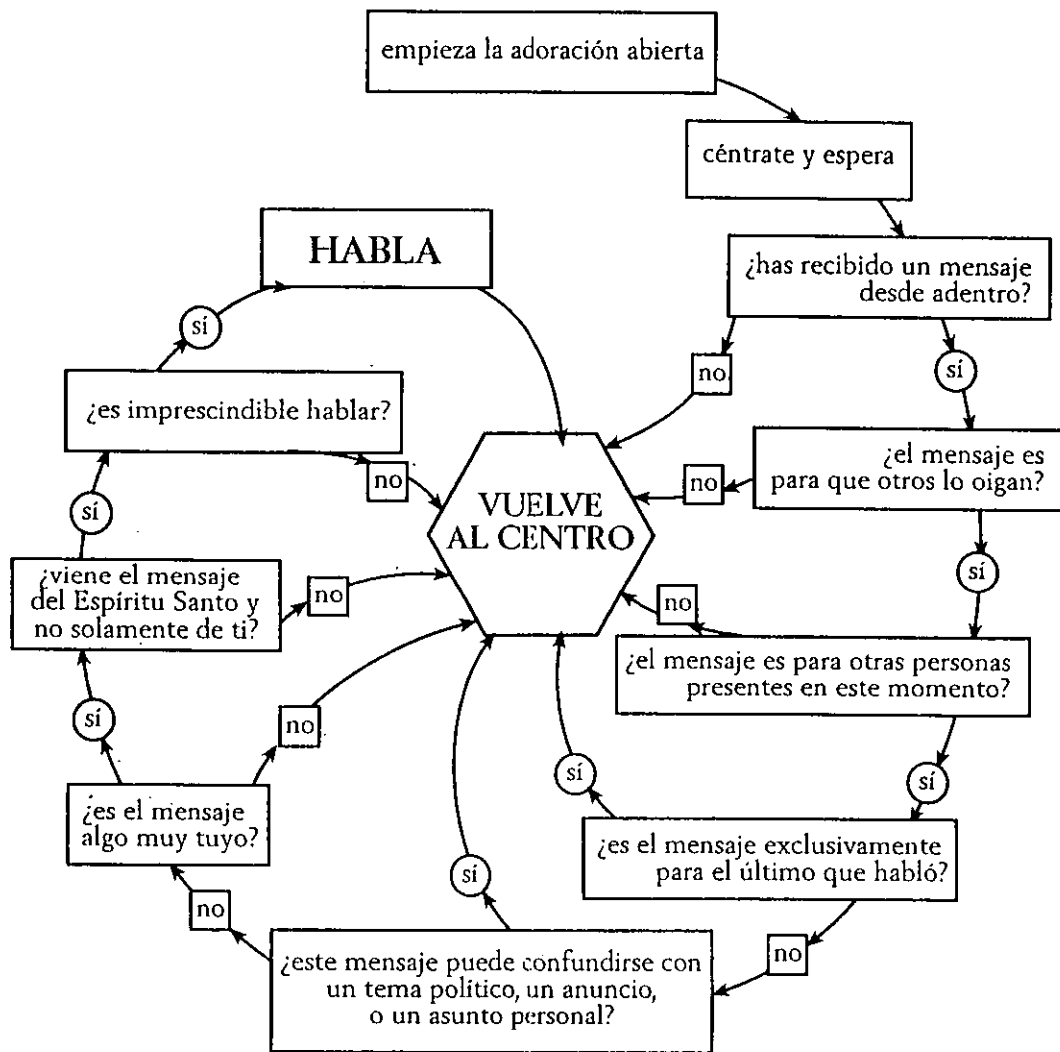 empieza la adoración abierta
céntrate y espera
¿has recibido un mensaje
desde adentro?
no
sí
¿el mensaje es
para que otros lo oigan?
no
sí
¿el mensaje es para otras personas
presentes en este momento?
no
sí
¿es el mensaje exclusivamente
para el último que habló?
sí
no
¿este mensaje puede confundirse con
un tema político, un anuncio,
o un asunto personal?
sí
no
¿es el mensaje
algo muy tuyo?
no
sí
¿viene el mensaje
del Espíritu Santo y
no solamente de ti?
no
sí
¿es imprescindible hablar?
no
sí
HABLA
VUELVE
AL CENTRO